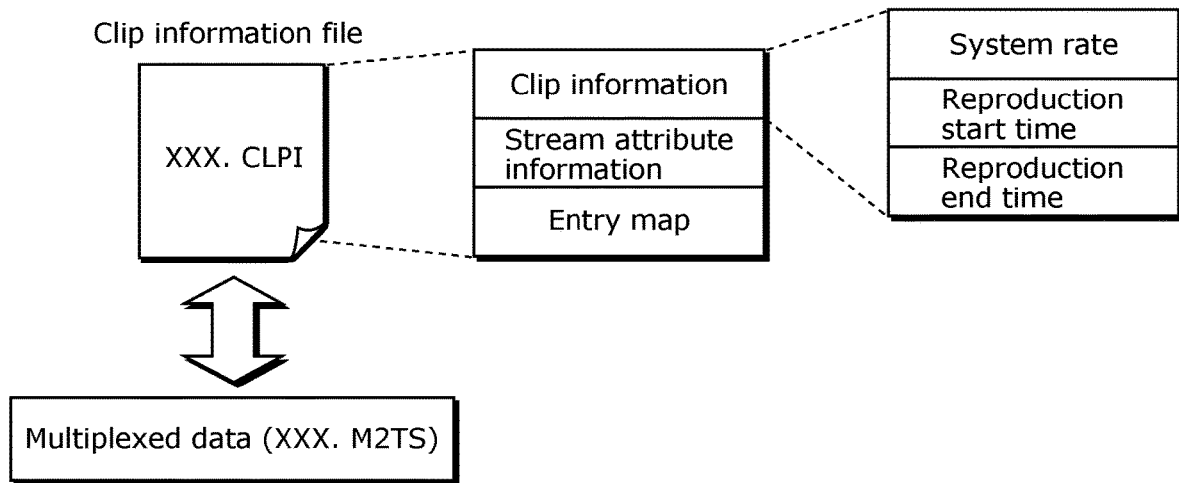 Clip information file
XXX. CLPI
Clip information
Stream attribute
information
Entry map
System rate
Reproduction
start time
Reproduction
end time
Multiplexed data (XXX. M2TS)